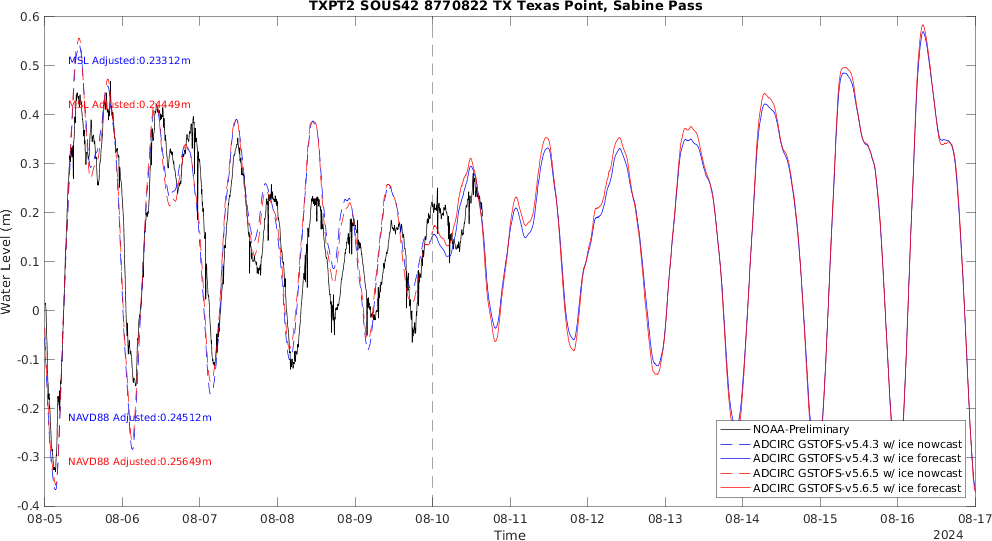 TXPT2 SOUS42 8770822 TX Texas Point, Sabine Pass
0.6
0.5
0.4
0.3
0.2
0.1
0
-0.1
-0.2
-0.3
-0.4
Water Level (m)
MSL Adjusted:0.23312m
MSL Adjusted:0.24449m
NAVD88 Adjusted:0.24512m
NAVD88 Adjusted:0.25649m
NOAA-Preliminary
ADCIRC GSTOFS-v5.4.3 w/ ice nowcast
ADCIRC GSTOFS-v5.4.3 w/ ice forecast
ADCIRC GSTOFS-v5.6.5 w/ ice nowcast
ADCIRC GSTOFS-v5.6.5 w/ ice forecast
08-05 08-06 08-07 08-08 08-09 08-10 08-11 08-12 08-13 08-14 08-15 08-16 08-17
Time
2024